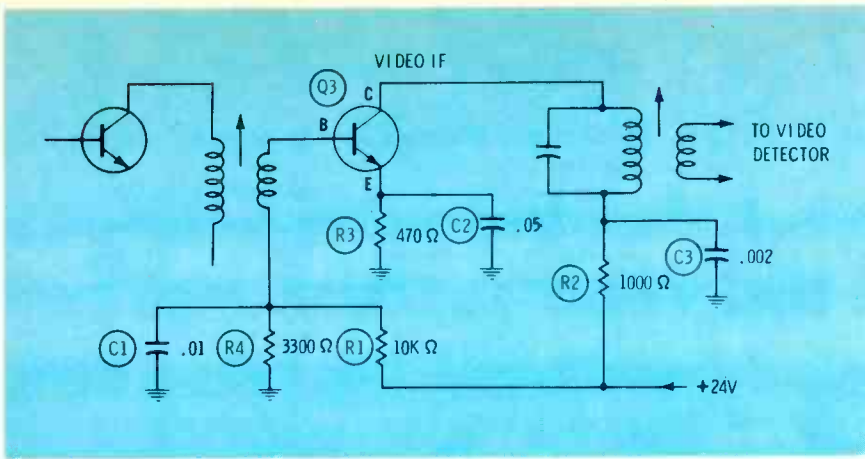 VIDEO IF
Q3
C
B
E
TO VIDEO
DETECTOR
R3
470 Ω
C2
.05
C3
.002
R2
1000 Ω
C1
.01
R4
3300 Ω
R1
10K Ω
+24V